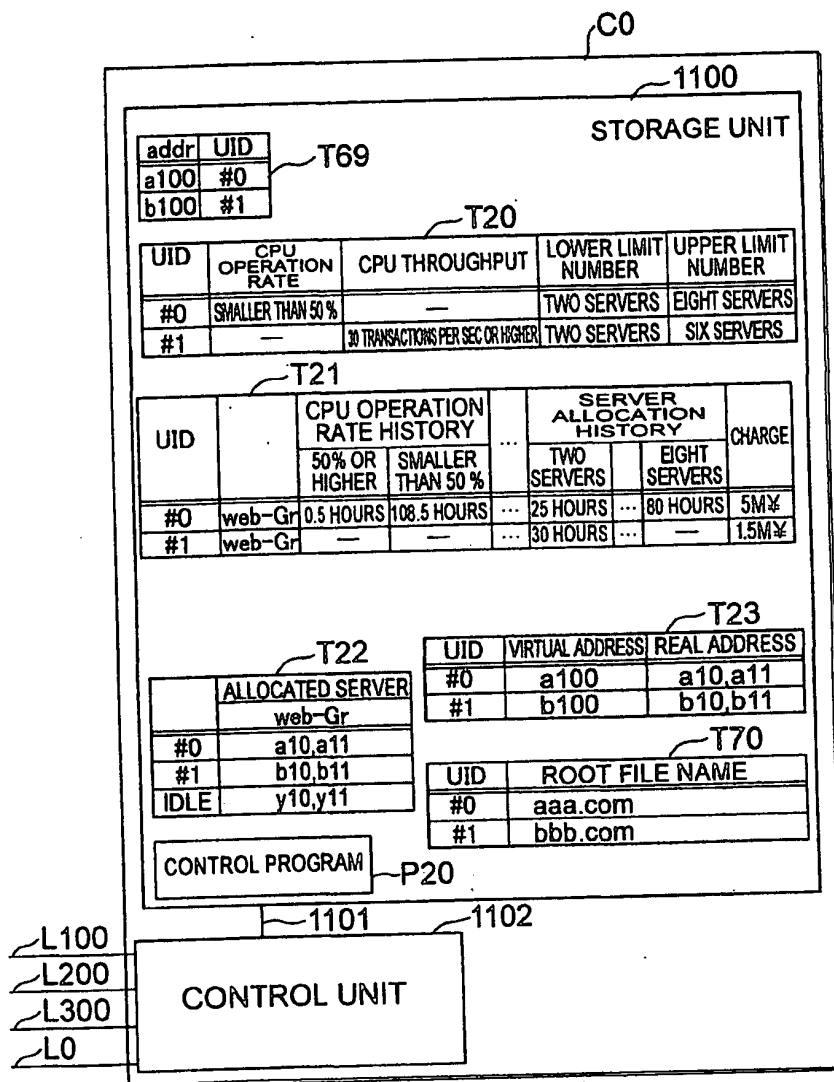 C0
1100
STORAGE UNIT
addr UID
a100 #0
b100 #1
T69
T20
UID CPU OPERATION RATE CPU THROUGHPUT LOWER LIMIT NUMBER UPPER LIMIT NUMBER
#0 SMALLER THAN 50 % — TWO SERVERS EIGHT SERVERS
#1 — 30 TRANSACTIONS PER SEC OR HIGHER TWO SERVERS SIX SERVERS
T21
UID CPU OPERATION RATE HISTORY ... SERVER ALLOCATION HISTORY CHARGE
50% OR HIGHER SMALLER THAN 50 % TWO SERVERS EIGHT SERVERS
#0 web-Gr 0.5 HOURS 108.5 HOURS ... 25 HOURS ... 80 HOURS 5M¥
#1 web-Gr — — ... 30 HOURS ... — 1.5M¥
T23
UID VIRTUAL ADDRESS REAL ADDRESS
#0 a100 a10,a11
#1 b100 b10,b11
T22
ALLOCATED SERVER
web-Gr
#0 a10,a11
#1 b10,b11
IDLE y10,y11
T70
UID ROOT FILE NAME
#0 aaa.com
#1 bbb.com
CONTROL PROGRAM
P20
1101
1102
L100
L200
L300
L0
CONTROL UNIT